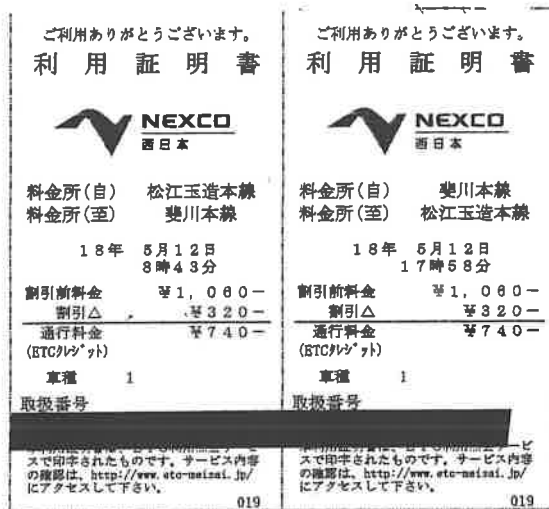 ご利用ありがとうございます。
利用証明書
NEXCO
西日本
料金所(自) 松江玉造本線
料金所(至) 斐川本線
18年 5月12日
8時43分
割引前料金 ¥1,060-
割引△ ¥320-
通行料金 ¥740-
(ETCクレジット)
車種 1
取扱番号
スで印字されたものです。サービス内容
の確認は、http://www.etc-meisai.jp/
にアクセスして下さい。
019
ご利用ありがとうございます。
利用証明書
NEXCO
西日本
料金所(自) 斐川本線
料金所(至) 松江玉造本線
18年 5月12日
17時58分
割引前料金 ¥1,060-
割引△ ¥320-
通行料金 ¥740-
(ETCクレジット)
車種 1
取扱番号
スで印字されたものです。サービス内容
の確認は、http://www.etc-meisai.jp/
にアクセスして下さい。
019